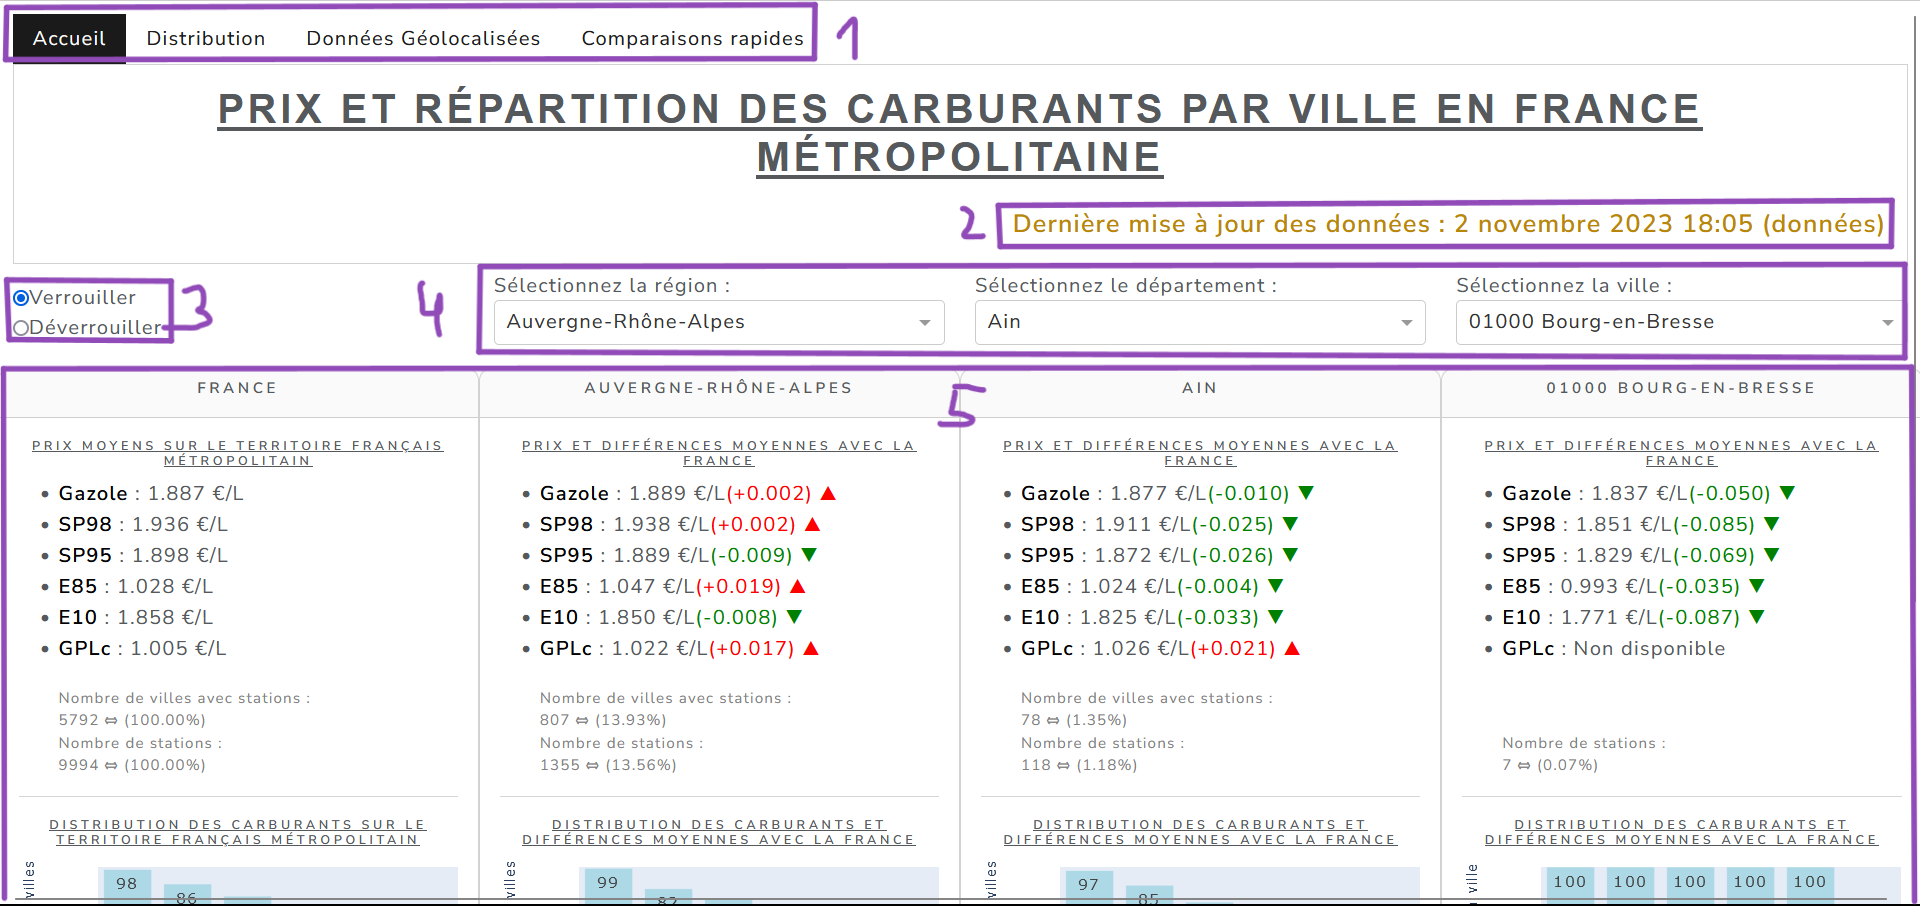 Accueil Distribution Données Géolocalisées Comparaisons rapides 1
PRIX ET RÉPARTITION DES CARBURANTS PAR VILLE EN FRANCE
MÉTROPOLITAINE
2 Dernière mise à jour des données : 2 novembre 2023 18:05 (données)
Verrouiller
Déverrouiller
3
4
Sélectionnez la région :
Auvergne-Rhône-Alpes
Sélectionnez le département :
Ain
Sélectionnez la ville :
01000 Bourg-en-Bresse
5
FRANCE
PRIX MOYENS SUR LE TERRITOIRE FRANÇAIS
MÉTROPOLITAIN
• Gazole : 1.887 €/L
• SP98 : 1.936 €/L
• SP95 : 1.898 €/L
• E85 : 1.028 €/L
• E10 : 1.858 €/L
• GPLc : 1.005 €/L
Nombre de villes avec stations :
5792 ⇔ (100.00%)
Nombre de stations :
9994 ⇔ (100.00%)
DISTRIBUTION DES CARBURANTS SUR LE
TERRITOIRE FRANÇAIS MÉTROPOLITAIN
villes
98
86
AUVERGNE-RHÔNE-ALPES
PRIX ET DIFFÉRENCES MOYENNES AVEC LA
FRANCE
• Gazole : 1.889 €/L(+0.002) ▲
• SP98 : 1.938 €/L(+0.002) ▲
• SP95 : 1.889 €/L(-0.009) ▼
• E85 : 1.047 €/L(+0.019) ▲
• E10 : 1.850 €/L(-0.008) ▼
• GPLc : 1.022 €/L(+0.017) ▲
Nombre de villes avec stations :
807 ⇔ (13.93%)
Nombre de stations :
1355 ⇔ (13.56%)
DISTRIBUTION DES CARBURANTS ET
DIFFÉRENCES MOYENNES AVEC LA FRANCE
villes
99
82
AIN
PRIX ET DIFFÉRENCES MOYENNES AVEC LA
FRANCE
• Gazole : 1.877 €/L(-0.010) ▼
• SP98 : 1.911 €/L(-0.025) ▼
• SP95 : 1.872 €/L(-0.026) ▼
• E85 : 1.024 €/L(-0.004) ▼
• E10 : 1.825 €/L(-0.033) ▼
• GPLc : 1.026 €/L(+0.021) ▲
Nombre de villes avec stations :
78 ⇔ (1.35%)
Nombre de stations :
118 ⇔ (1.18%)
DISTRIBUTION DES CARBURANTS ET
DIFFÉRENCES MOYENNES AVEC LA FRANCE
villes
97
85
01000 BOURG-EN-BRESSE
PRIX ET DIFFÉRENCES MOYENNES AVEC LA
FRANCE
• Gazole : 1.837 €/L(-0.050) ▼
• SP98 : 1.851 €/L(-0.085) ▼
• SP95 : 1.829 €/L(-0.069) ▼
• E85 : 0.993 €/L(-0.035) ▼
• E10 : 1.771 €/L(-0.087) ▼
• GPLc : Non disponible
Nombre de stations :
7 ⇔ (0.07%)
DISTRIBUTION DES CARBURANTS ET
DIFFÉRENCES MOYENNES AVEC LA FRANCE
ville
100 100 100 100 100